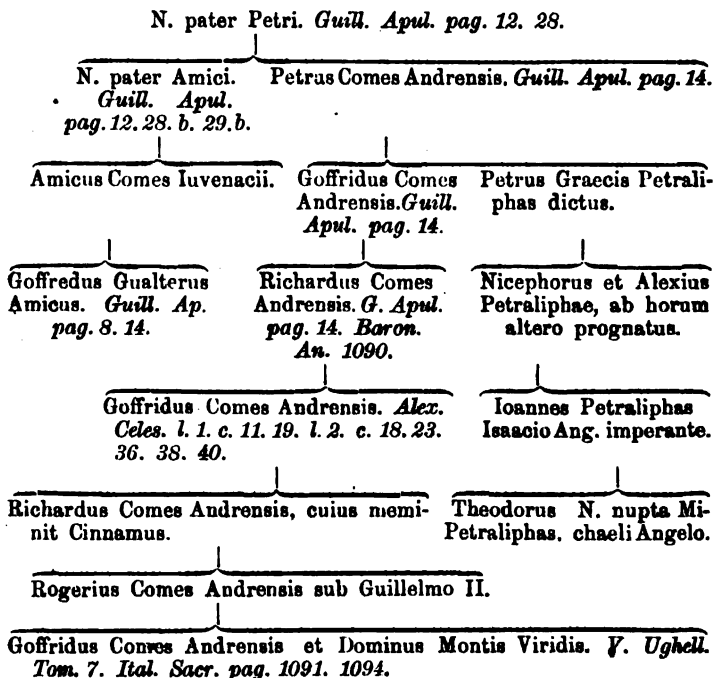 N. pater Petri. Guill. Apul. pag. 12. 28.
N. pater Amici. Petrus Comes Andrensis. Guill. Apul. pag. 14.
Guill. Apul.
pag. 12. 28. b. 29. b.
Amicus Comes Iuvenacii. Goffridus Comes Petrus Graecis Petrali-
Andrensis. Guill. phas dictus.
Apul. pag. 14.
Goffredus Gualterus Richardus Comes Nicephorus et Alexius
Amicus. Guill. Ap. Andrensis. G. Apul. Petraliphae, ab horum
pag. 8. 14. pag. 14. Baron. altero prognatus.
An. 1090.
Goffridus Comes Andrensis. Alex. Ioannes Petraliphas
Celes. l. 1. c. 11. 19. l. 2. c. 18. 23. Isaacio Ang. imperante.
36. 38. 40.
Richardus Comes Andrensis, cuius memi- Theodorus N. nupta Mi-
nit Cinnamus. Petraliphas. chaeli Angelo.
Rogerius Comes Andrensis sub Guillelmo II.
Goffridus Comes Andrensis et Dominus Montis Viridis. V. Ughell.
Tom. 7. Ital. Sacr. pag. 1091. 1094.